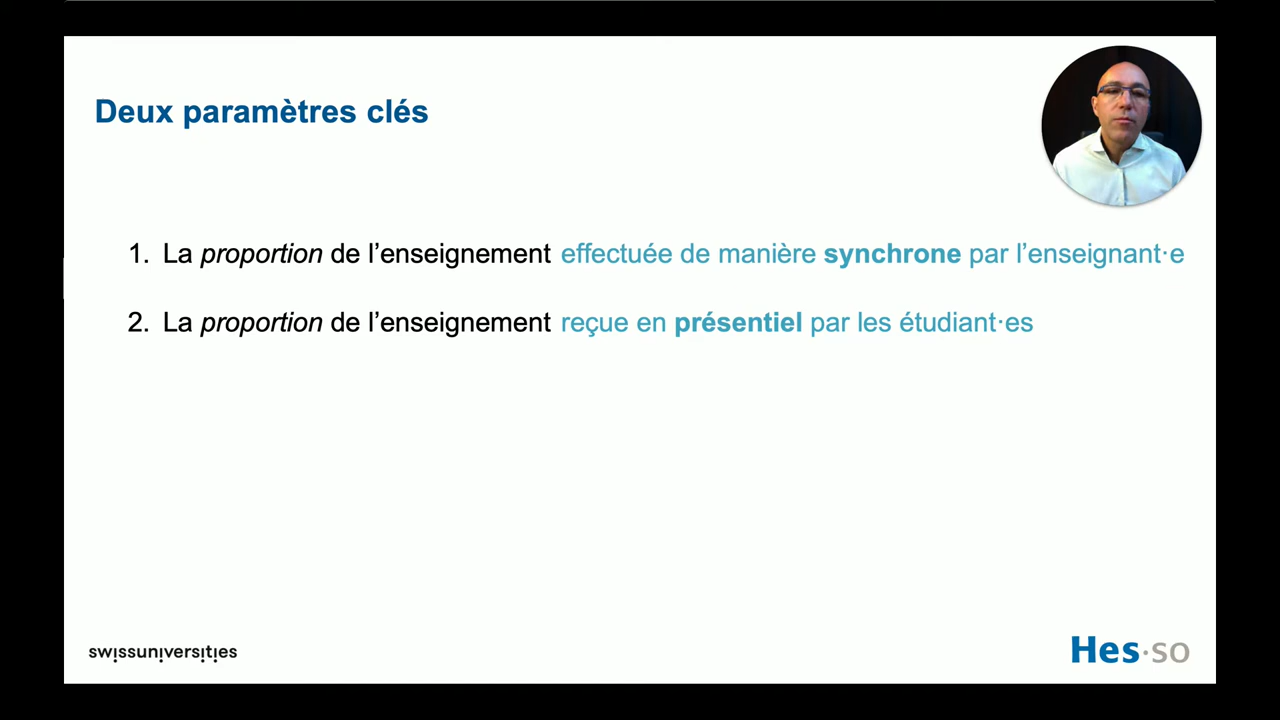 Deux paramètres clés
1. La proportion de l’enseignement effectuée de manière synchrone par l’enseignant·e
2. La proportion de l’enseignement reçue en présentiel par les étudiant·es
swissuniversities
Hes·so